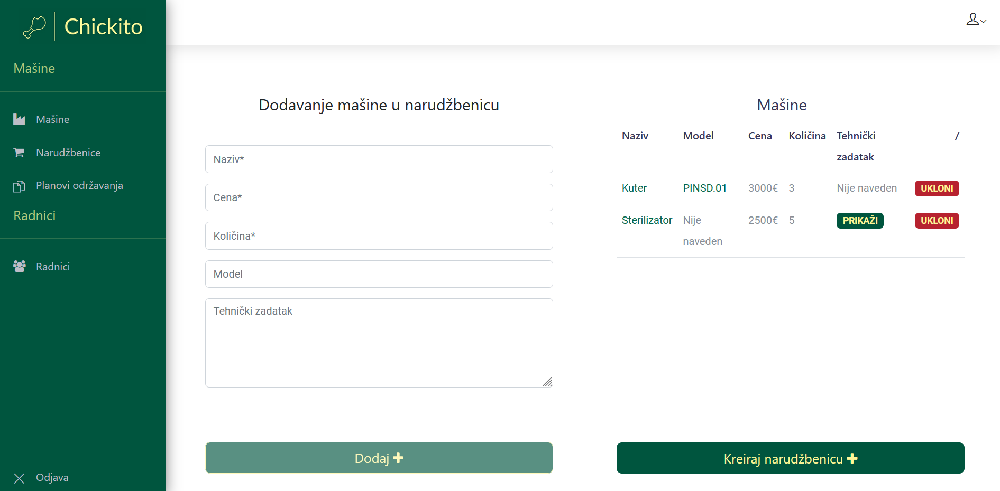 Chickito
Mašine
Mašine
Narudžbenice
Planovi održavanja
Radnici
Radnici
Odjava
Dodavanje mašine u narudžbenicu
Naziv*
Cena*
Količina*
Model
Tehnički zadatak
Dodaj
Mašine
Naziv Model Cena Količina Tehnički /
zadatak
Kuter PINSD.01 3000€ 3 Nije naveden UKLONI
Sterilizator Nije 2500€ 5 PRIKAŽI UKLONI
naveden
Kreiraj narudžbenicu